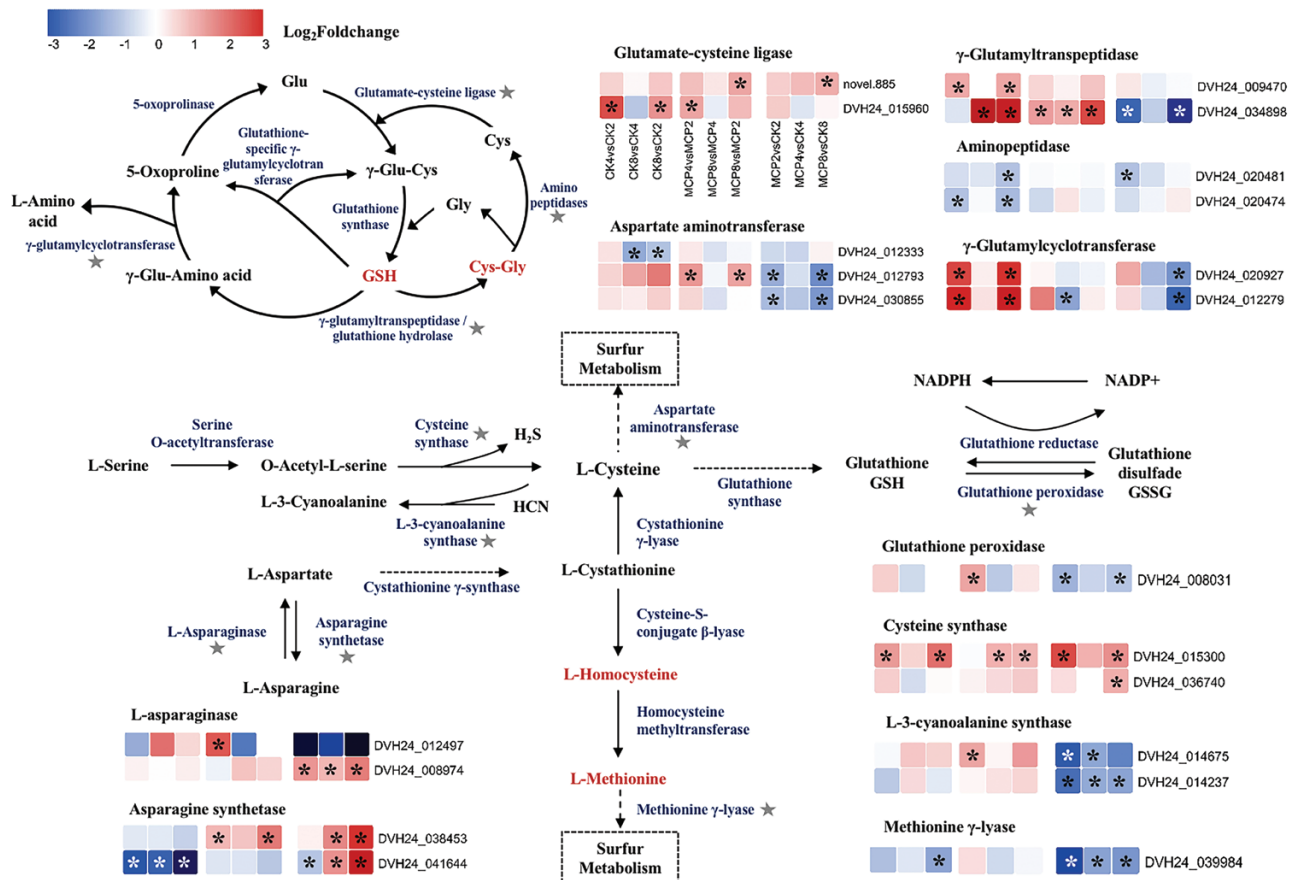 -3 -2 -1 0 1 2 3
Log₂Foldchange
Glu
5-oxoprolinase
Glutamate-cysteine ligase
Glutathione-
specific γ-
glutamylcyclotran
sferase
Cys
5-Oxoproline
γ-Glu-Cys
L-Amino
acid
Glutathione
synthase
Gly
Amino
peptidases
γ-glutamylcyclotransferase
γ-Glu-Amino acid
GSH
Cys-Gly
γ-glutamyltranspeptidase /
glutathione hydrolase
Glutamate-cysteine ligase
* * novel.885
* * * DVH24_015960
CK4vsCK2
CK8vsCK4
CK8vsCK2
MCP4vsMCP2
MCP8vsMCP4
MCP8vsMCP2
MCP2vsCK2
MCP4vsCK4
MCP8vsCK8
Aspartate aminotransferase
* * DVH24_012333
* * * * DVH24_012793
* * DVH24_030855
γ-Glutamyltranspeptidase
* * DVH24_009470
* * * * * * * DVH24_034898
Aminopeptidase
* * DVH24_020481
* * DVH24_020474
γ-Glutamylcyclotransferase
* * * DVH24_020927
* * * * DVH24_012279
Surfur
Metabolism
Aspartate
aminotransferase
L-Serine
Serine
O-acetyltransferase
O-Acetyl-L-serine
Cysteine
synthase
H₂S
L-Cysteine
L-3-Cyanoalanine
HCN
L-3-cyanoalanine
synthase
Glutathione
synthase
Glutathione
GSH
NADPH
NADP+
Glutathione reductase
Glutathione
disulfade
GSSG
Glutathione peroxidase
Cystathionine
γ-lyase
L-Aspartate
Cystathionine γ-synthase
L-Cystathionine
L-Asparaginase
Asparagine
synthetase
L-Asparagine
Cysteine-S-
conjugate β-lyase
L-Homocysteine
Homocysteine
methyltransferase
L-Methionine
Methionine γ-lyase
Surfur
Metabolism
L-asparaginase
* DVH24_012497
* * * DVH24_008974
Asparagine synthetase
* * * * DVH24_038453
* * * * * * DVH24_041644
Glutathione peroxidase
* * * DVH24_008031
Cysteine synthase
* * * * * * DVH24_015300
* DVH24_036740
L-3-cyanoalanine synthase
* * * DVH24_014675
* * * DVH24_014237
Methionine γ-lyase
* * * * DVH24_039984